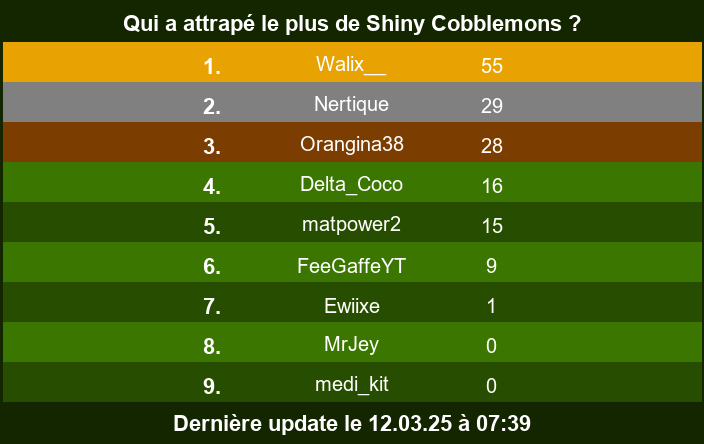 Qui a attrapé le plus de Shiny Cobblemons ?
1. Walix__ 55
2. Nertique 29
3. Orangina38 28
4. Delta_Coco 16
5. matpower2 15
6. FeeGaffeYT 9
7. Ewiixe 1
8. MrJey 0
9. medi_kit 0
Dernière update le 12.03.25 à 07:39